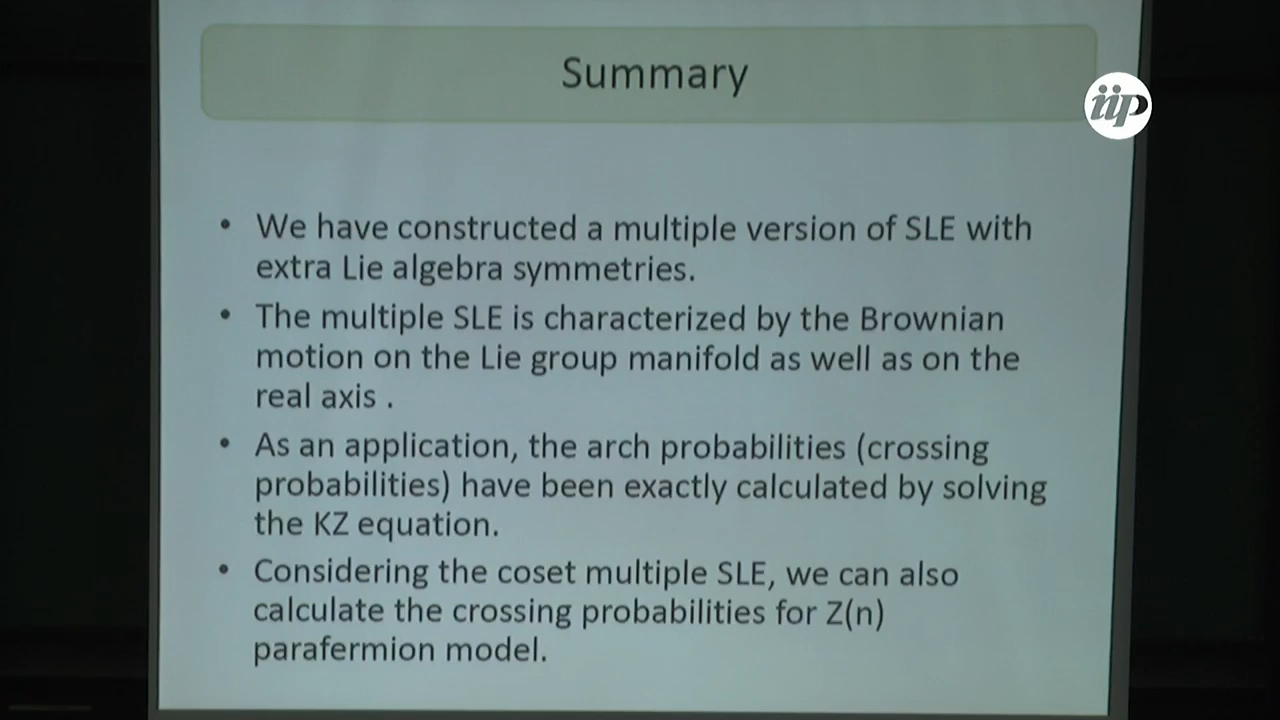 Summary
iip
• We have constructed a multiple version of SLE with
extra Lie algebra symmetries.
• The multiple SLE is characterized by the Brownian
motion on the Lie group manifold as well as on the
real axis .
• As an application, the arch probabilities (crossing
probabilities) have been exactly calculated by solving
the KZ equation.
• Considering the coset multiple SLE, we can also
calculate the crossing probabilities for Z(n)
parafermion model.